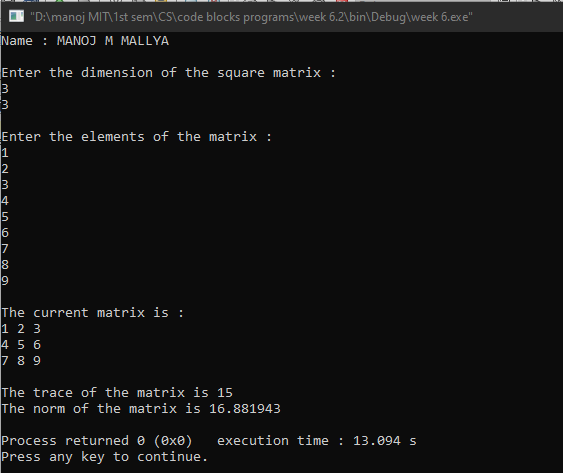 "D:\manoj MIT\1st sem\CS\code blocks programs\week 6.2\bin\Debug\week 6.exe"
Name : MANOJ M MALLYA
Enter the dimension of the square matrix :
3
3
Enter the elements of the matrix :
1
2
3
4
5
6
7
8
9
The current matrix is :
1 2 3
4 5 6
7 8 9
The trace of the matrix is 15
The norm of the matrix is 16.881943
Process returned 0 (0x0)   execution time : 13.094 s
Press any key to continue.